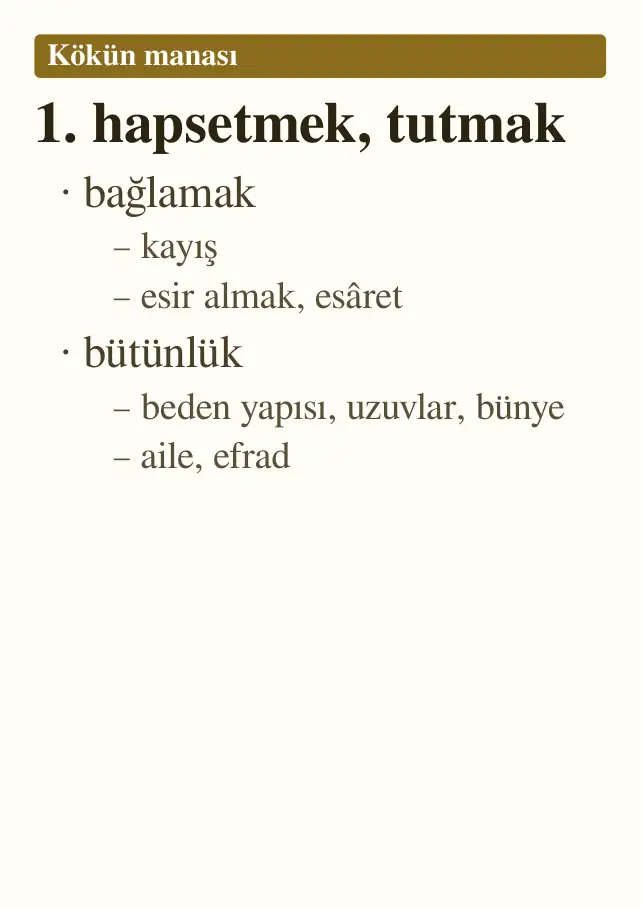 Kökün manası
1. hapsetmek, tutmak
· bağlamak
– kayış
– esir almak, esâret
· bütünlük
– beden yapısı, uzuvlar, bünye
– aile, efrad